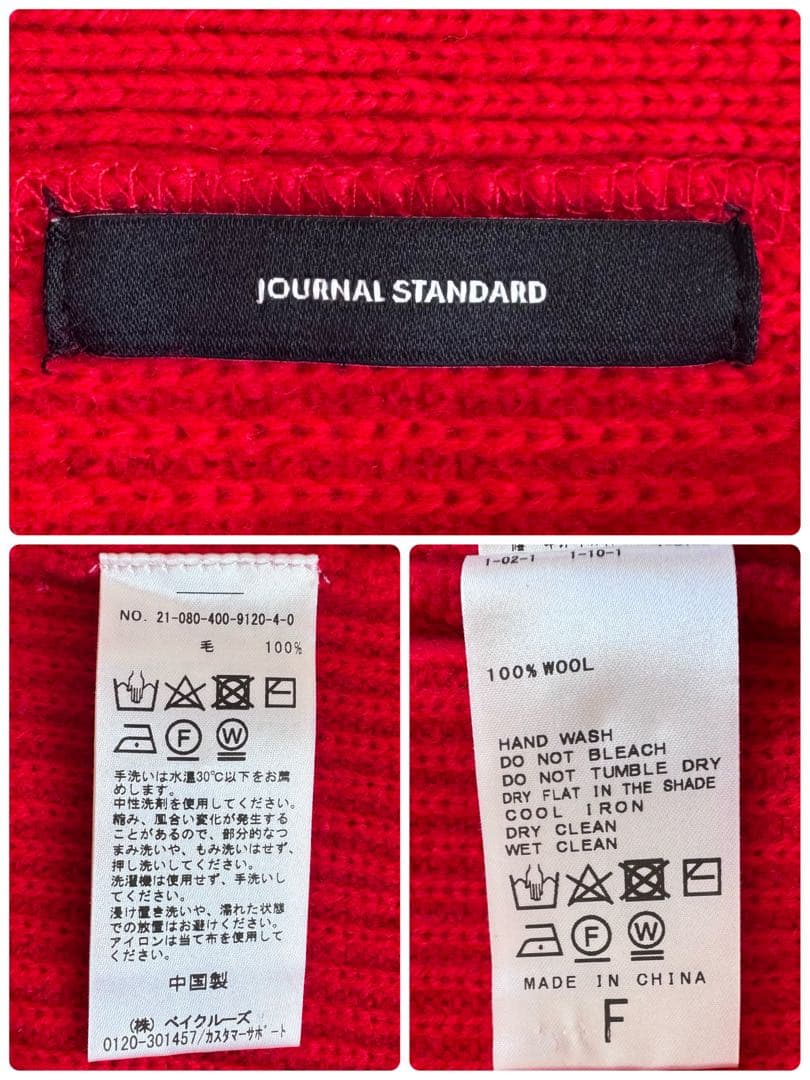 JOURNAL STANDARD
NO. 21-080-400-9120-4-0
毛 100%
F
W
手洗いは水温30℃以下をお薦
めします。
中性洗剤を使用してください。
縮み、風合い変化が発生する
ことがあるので、部分的なつ
まみ洗いや、もみ洗いはせず、
押し洗いしてください。
洗濯機は使用せず、手洗いし
てください。
浸け置き洗いや、濡れた状態
での放置はお避けください。
アイロンは当て布を使用して
ください。
中国製
(株) ベイクルーズ
0120-301457/カスタマーサポート
1-02-1 1-10-1
100% WOOL
HAND WASH
DO NOT BLEACH
DO NOT TUMBLE DRY
DRY FLAT IN THE SHADE
COOL IRON
DRY CLEAN
WET CLEAN
F
W
MADE IN CHINA
F